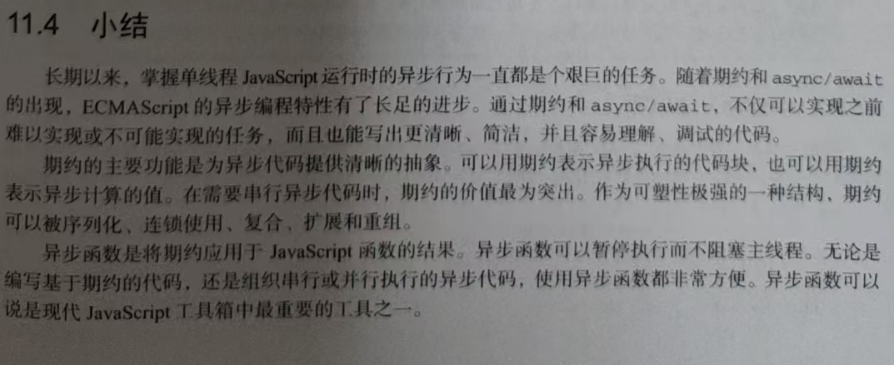 11.4 小结
长期以来，掌握单线程 JavaScript 运行时的异步行为一直都是个艰巨的任务。随着期约和 async/await
的出现，ECMAScript 的异步编程特性有了长足的进步。通过期约和 async/await，不仅可以实现之前
难以实现或不可能实现的任务，而且也能写出更清晰、简洁，并且容易理解、调试的代码。
期约的主要功能是为异步代码提供清晰的抽象。可以用期约表示异步执行的代码块，也可以用期约
表示异步计算的值。在需要串行异步代码时，期约的价值最为突出。作为可塑性极强的一种结构，期约
可以被序列化、连锁使用、复合、扩展和重组。
异步函数是将期约应用于 JavaScript 函数的结果。异步函数可以暂停执行而不阻塞主线程。无论是
编写基于期约的代码，还是组织串行或并行执行的异步代码，使用异步函数都非常方便。异步函数可以
说是现代 JavaScript 工具箱中最重要的工具之一。